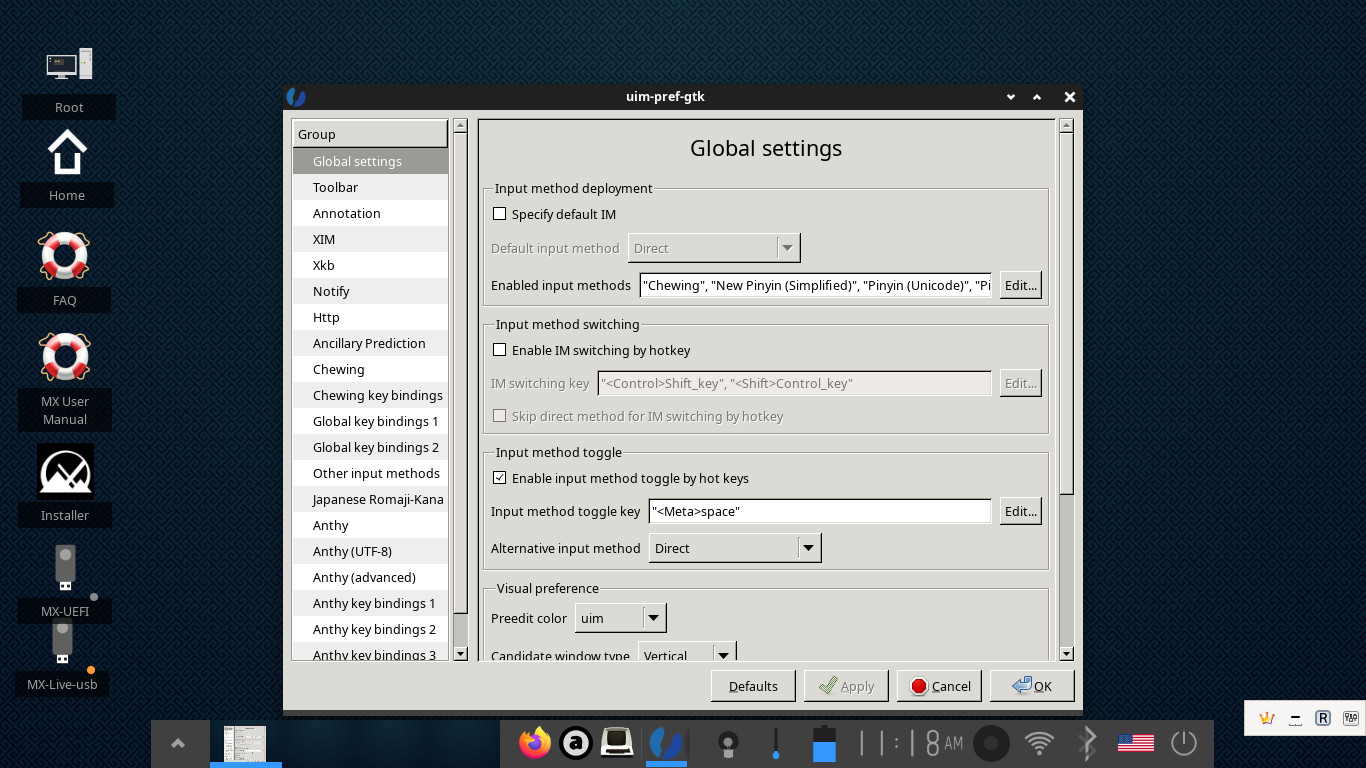 uim-pref-gtk
Root
Home
FAQ
MX User
Manual
Installer
MX-UEFI
MX-Live-usb
Group
Global settings
Toolbar
Annotation
XIM
Xkb
Notify
Http
Ancillary Prediction
Chewing
Chewing key bindings
Global key bindings 1
Global key bindings 2
Other input methods
Japanese Romaji-Kana
Anthy
Anthy (UTF-8)
Anthy (advanced)
Anthy key bindings 1
Anthy key bindings 2
Anthy key bindings 3
Global settings
Input method deployment
Specify default IM
Default input method Direct
Enabled input methods "Chewing", "New Pinyin (Simplified)", "Pinyin (Unicode)", "Pi Edit...
Input method switching
Enable IM switching by hotkey
IM switching key "<Control>Shift_key", "<Shift>Control_key" Edit...
Skip direct method for IM switching by hotkey
Input method toggle
Enable input method toggle by hot keys
Input method toggle key "<Meta>space" Edit...
Alternative input method Direct
Visual preference
Preedit color uim
Candidate window type Vertical
Defaults Apply Cancel OK
a
8 AM
R